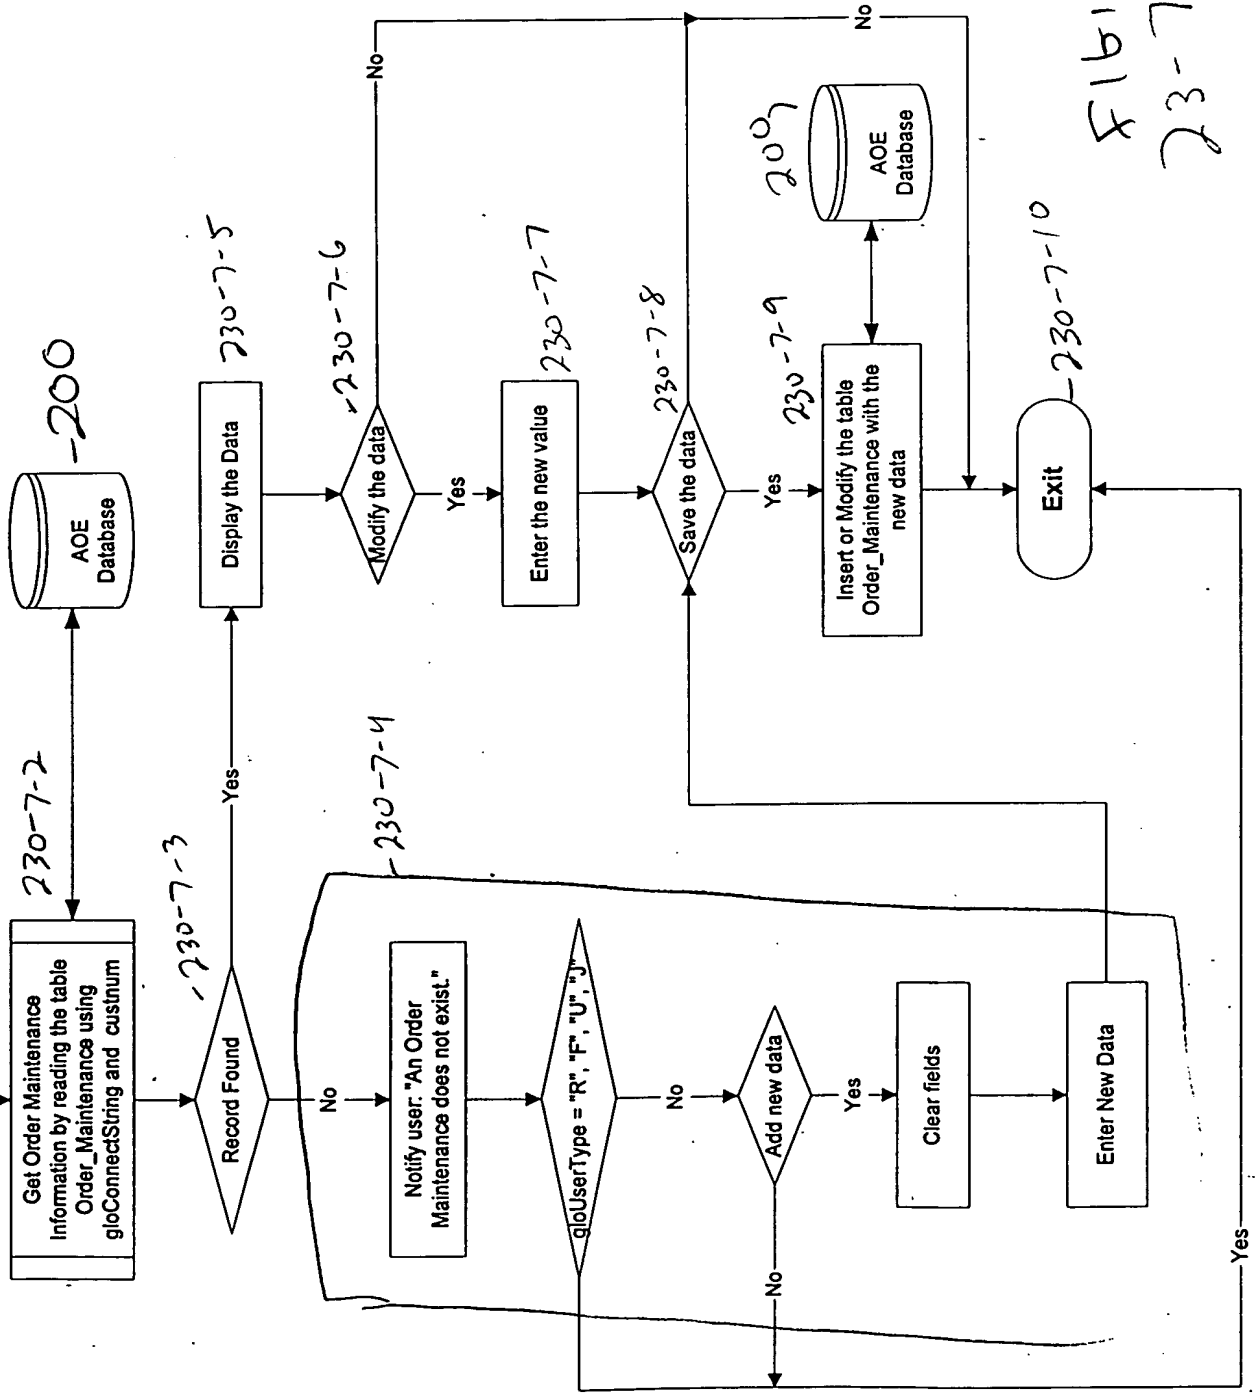 Get Order Maintenance
Information by reading the table
Order_Maintenance using
gloConnectString and custnum
230-7-2
AOE
Database
-200
Record Found
-230-7-3
Yes
Display the Data
230-7-5
No
230-7-4
Notify user: "An Order
Maintenance does not exist."
gloUserType = "R", "F", "U", "J"
No
Add new data
No
Yes
Clear fields
Enter New Data
Yes
Modify the data
-230-7-6
No
Yes
Enter the new value
230-7-7
Save the data
230-7-8
No
Yes
Insert or Modify the table
Order_Maintenance with the
new data
230-7-9
AOE
Database
200
Exit
-230-7-10
23-7